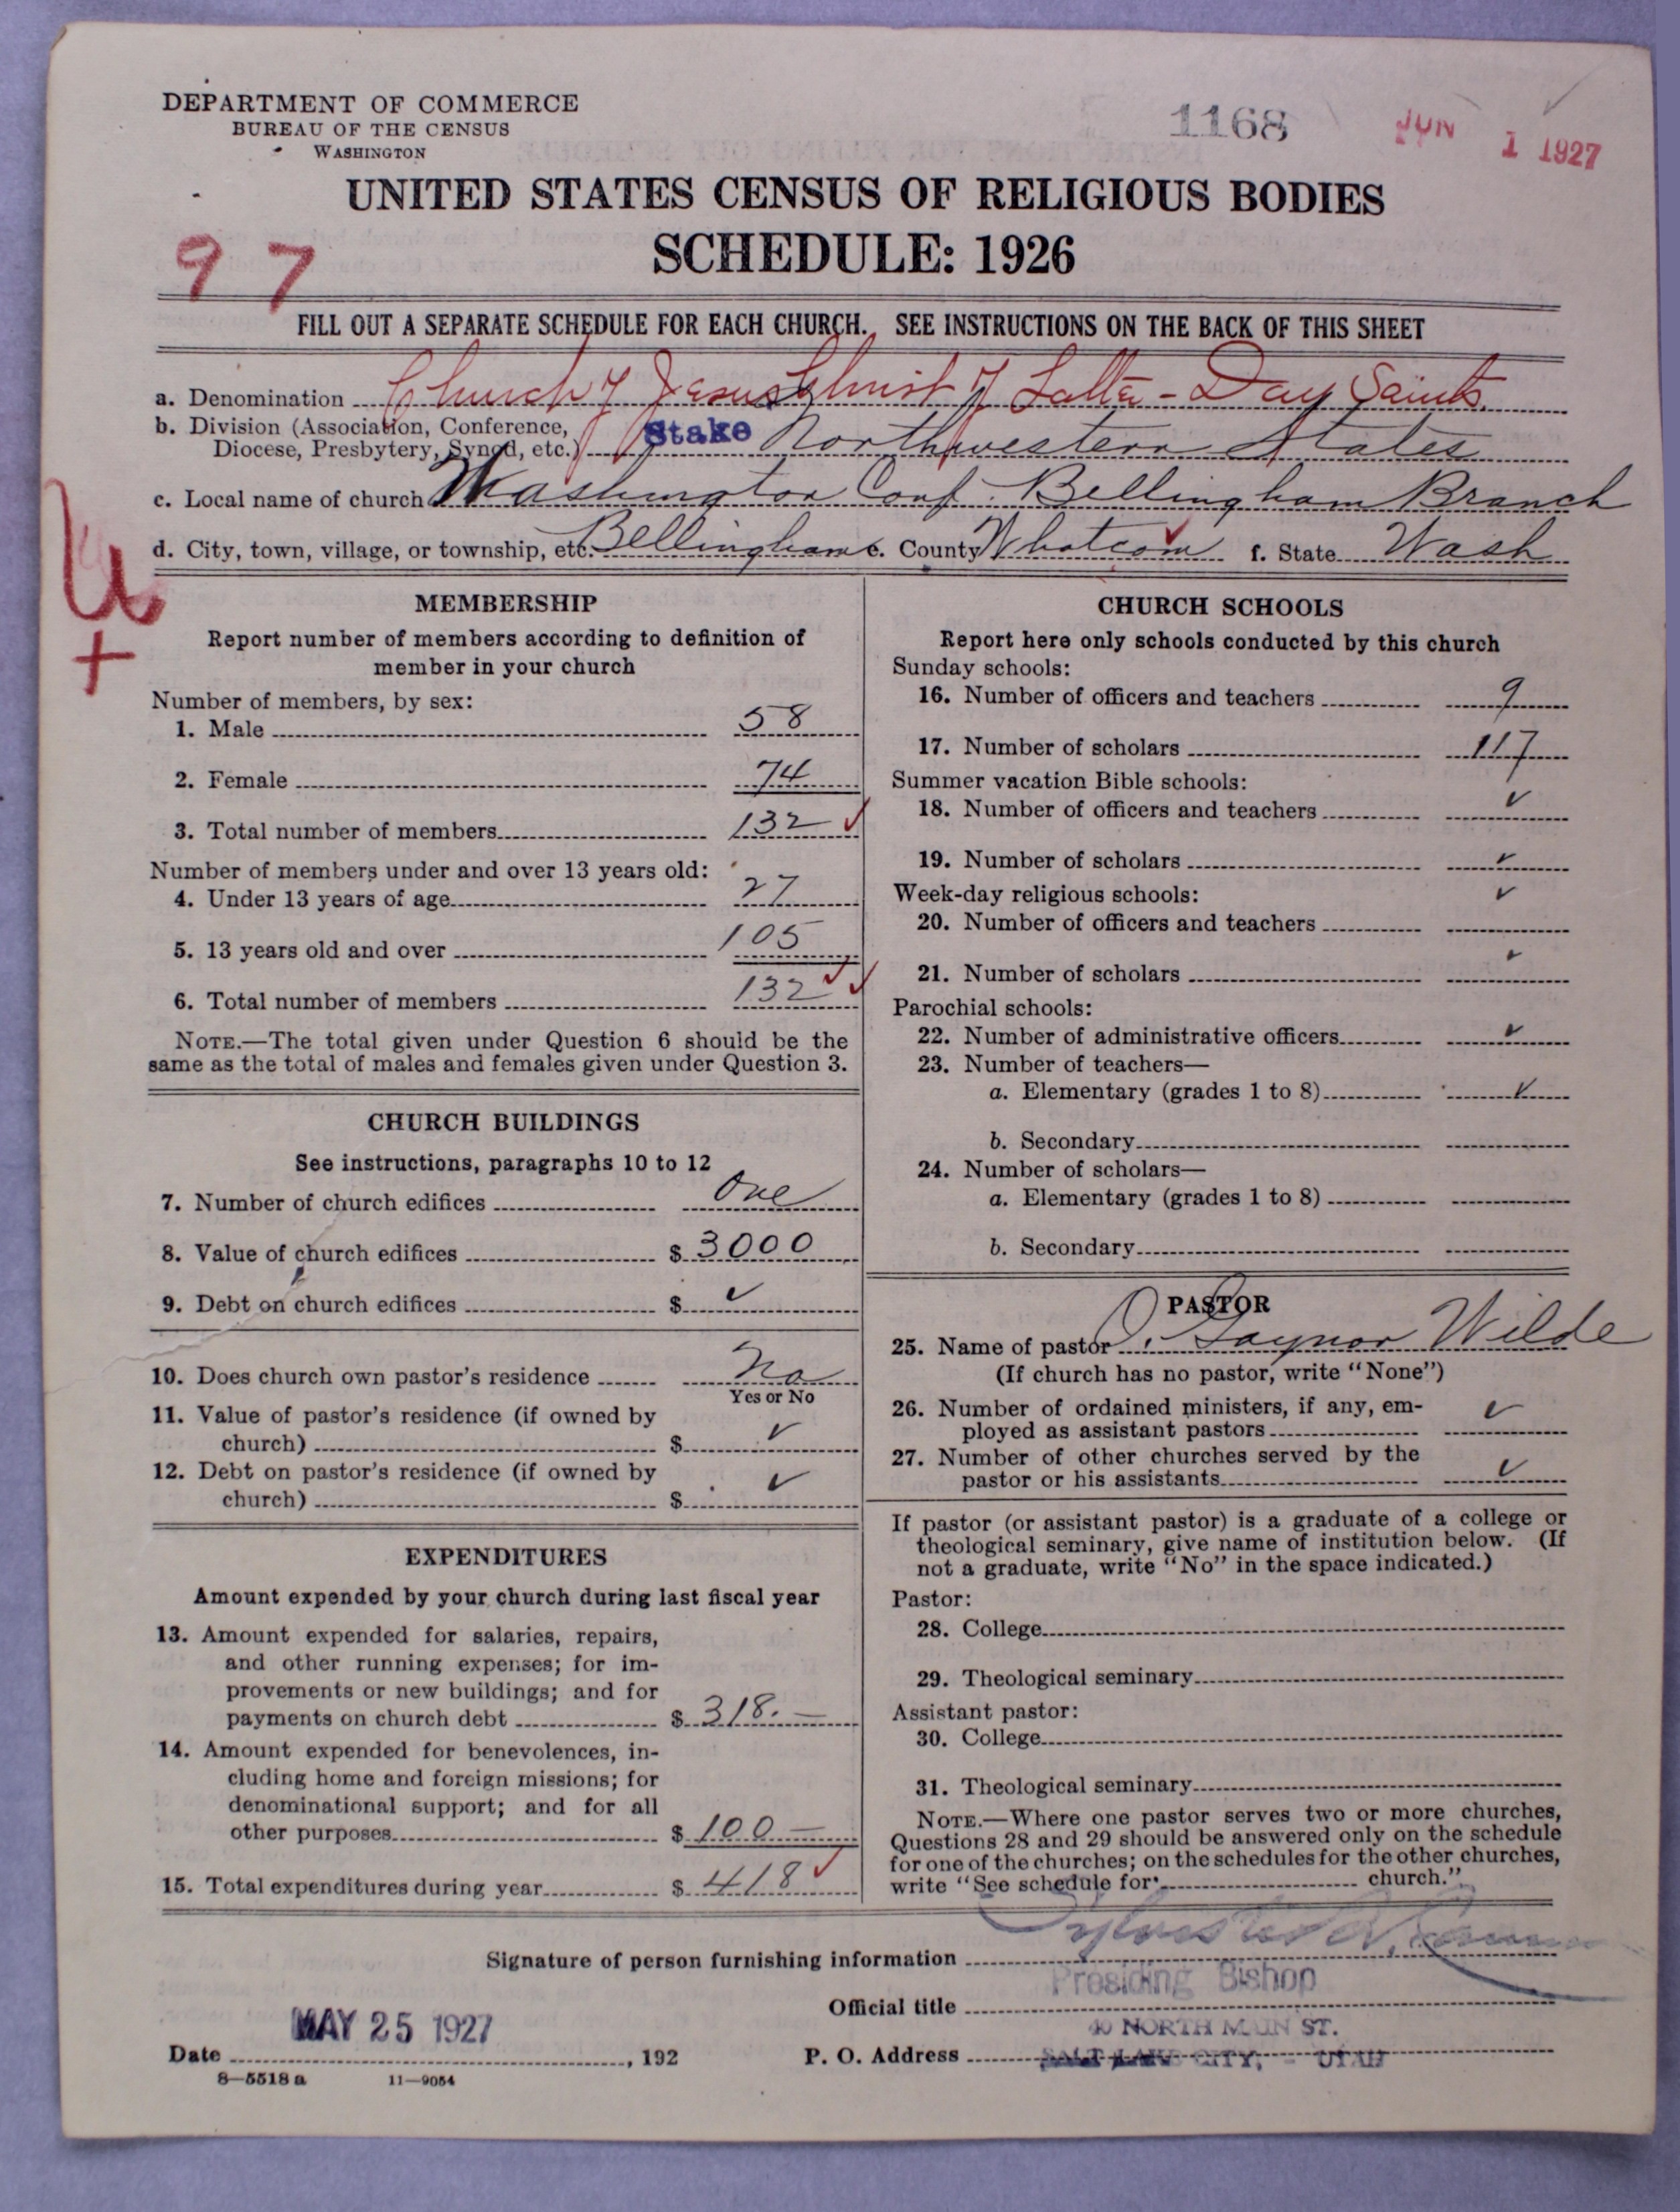 DEPARTMENT OF COMMERCE
BUREAU OF THE CENSUS
WASHINGTON
1168
JUN 1 1927
UNITED STATES CENSUS OF RELIGIOUS BODIES
SCHEDULE: 1926
97
FILL OUT A SEPARATE SCHEDULE FOR EACH CHURCH. SEE INSTRUCTIONS ON THE BACK OF THIS SHEET
a. Denomination Church of Jesus Christ of Latter-Day Saints
b. Division (Association, Conference,
Diocese, Presbytery, Synod, etc.) Stake Northwestern States
c. Local name of church Washington Conf. Bellingham Branch
d. City, town, village, or township, etc. Bellingham e. County Whatcom f. State Wash
MEMBERSHIP
Report number of members according to definition of
member in your church
Number of members, by sex:
1. Male 58
2. Female 74
3. Total number of members 132 ✓
Number of members under and over 13 years old:
4. Under 13 years of age 27
5. 13 years old and over 105
6. Total number of members 132 ✓ ✓
NOTE.—The total given under Question 6 should be the
same as the total of males and females given under Question 3.
CHURCH BUILDINGS
See instructions, paragraphs 10 to 12
7. Number of church edifices One
8. Value of church edifices $ 3000
9. Debt on church edifices $ ✓
10. Does church own pastor's residence No
Yes or No
11. Value of pastor's residence (if owned by
church) $ ✓
12. Debt on pastor's residence (if owned by
church) $ ✓
EXPENDITURES
Amount expended by your church during last fiscal year
13. Amount expended for salaries, repairs,
and other running expenses; for im-
provements or new buildings; and for
payments on church debt $ 318.—
14. Amount expended for benevolences, in-
cluding home and foreign missions; for
denominational support; and for all
other purposes $ 100—
15. Total expenditures during year $ 418 ✓
CHURCH SCHOOLS
Report here only schools conducted by this church
Sunday schools:
16. Number of officers and teachers 9
17. Number of scholars 117
Summer vacation Bible schools:
18. Number of officers and teachers ✓
19. Number of scholars ✓
Week-day religious schools:
20. Number of officers and teachers ✓
21. Number of scholars ✓
Parochial schools:
22. Number of administrative officers ✓
23. Number of teachers—
a. Elementary (grades 1 to 8) ✓
b. Secondary
24. Number of scholars—
a. Elementary (grades 1 to 8)
b. Secondary
PASTOR
25. Name of pastor O. Gaynor Wilde
(If church has no pastor, write "None")
26. Number of ordained ministers, if any, em-
ployed as assistant pastors ✓
27. Number of other churches served by the
pastor or his assistants ✓
If pastor (or assistant pastor) is a graduate of a college or
theological seminary, give name of institution below. (If
not a graduate, write "No" in the space indicated.)
Pastor:
28. College
29. Theological seminary
Assistant pastor:
30. College
31. Theological seminary
NOTE.—Where one pastor serves two or more churches,
Questions 28 and 29 should be answered only on the schedule
for one of the churches; on the schedules for the other churches,
write "See schedule for church."
Signature of person furnishing information
Presiding Bishop
Official title
MAY 25 1927
40 NORTH MAIN ST.
Date , 192
P. O. Address SALT LAKE CITY, - UTAH
8—5518 a 11—9054